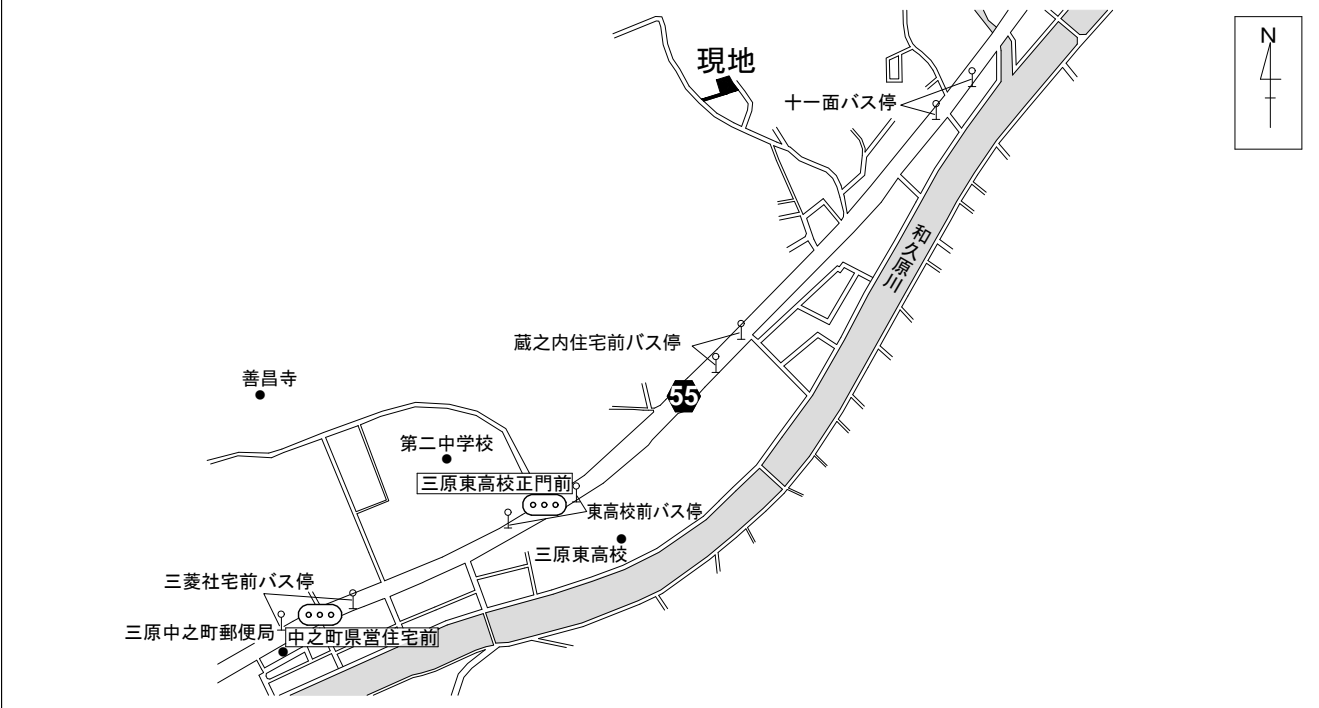 N
現地
十一面バス停
和久原川
蔵之内住宅前バス停
善昌寺
55
第二中学校
三原東高校正門前
東高校前バス停
三原東高校
三菱社宅前バス停
三原中之町郵便局
中之町県営住宅前